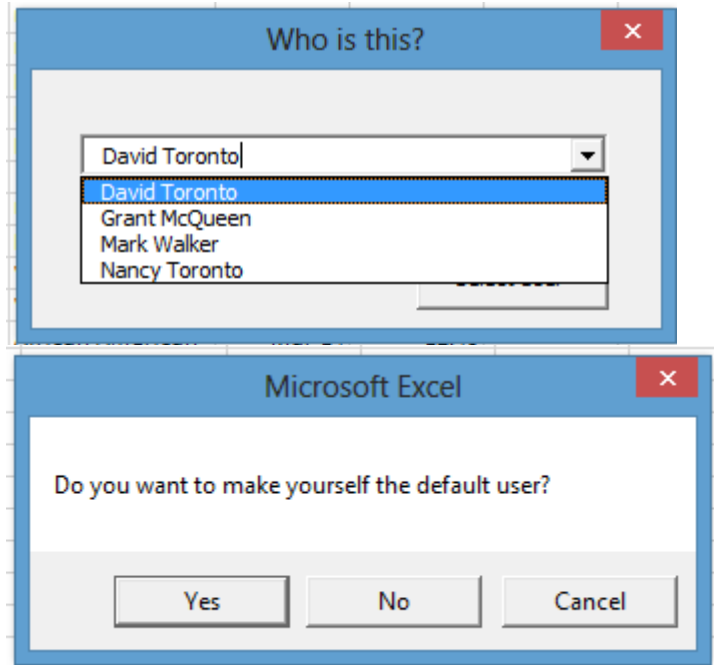 Who is this?
David Toronto
David Toronto
Grant McQueen
Mark Walker
Nancy Toronto
Microsoft Excel
Do you want to make yourself the default user?
Yes No Cancel